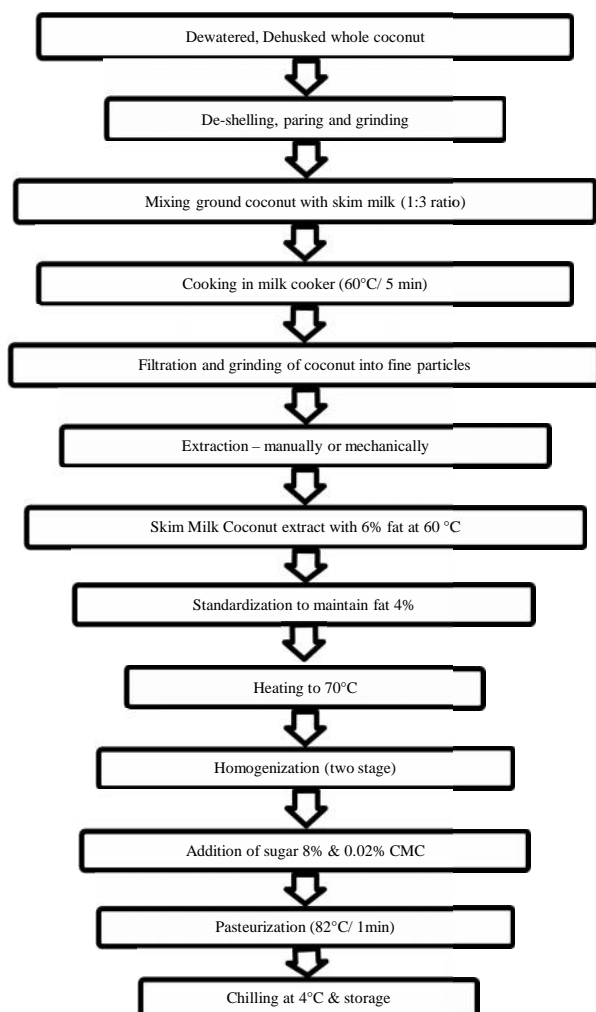 Dewatered, Dehusked whole coconut
De-shelling, paring and grinding
Mixing ground coconut with skim milk (1:3 ratio)
Cooking in milk cooker (60°C/ 5 min)
Filtration and grinding of coconut into fine particles
Extraction – manually or mechanically
Skim Milk Coconut extract with 6% fat at 60 °C
Standardization to maintain fat 4%
Heating to 70°C
Homogenization (two stage)
Addition of sugar 8% & 0.02% CMC
Pasteurization (82°C/ 1min)
Chilling at 4°C & storage